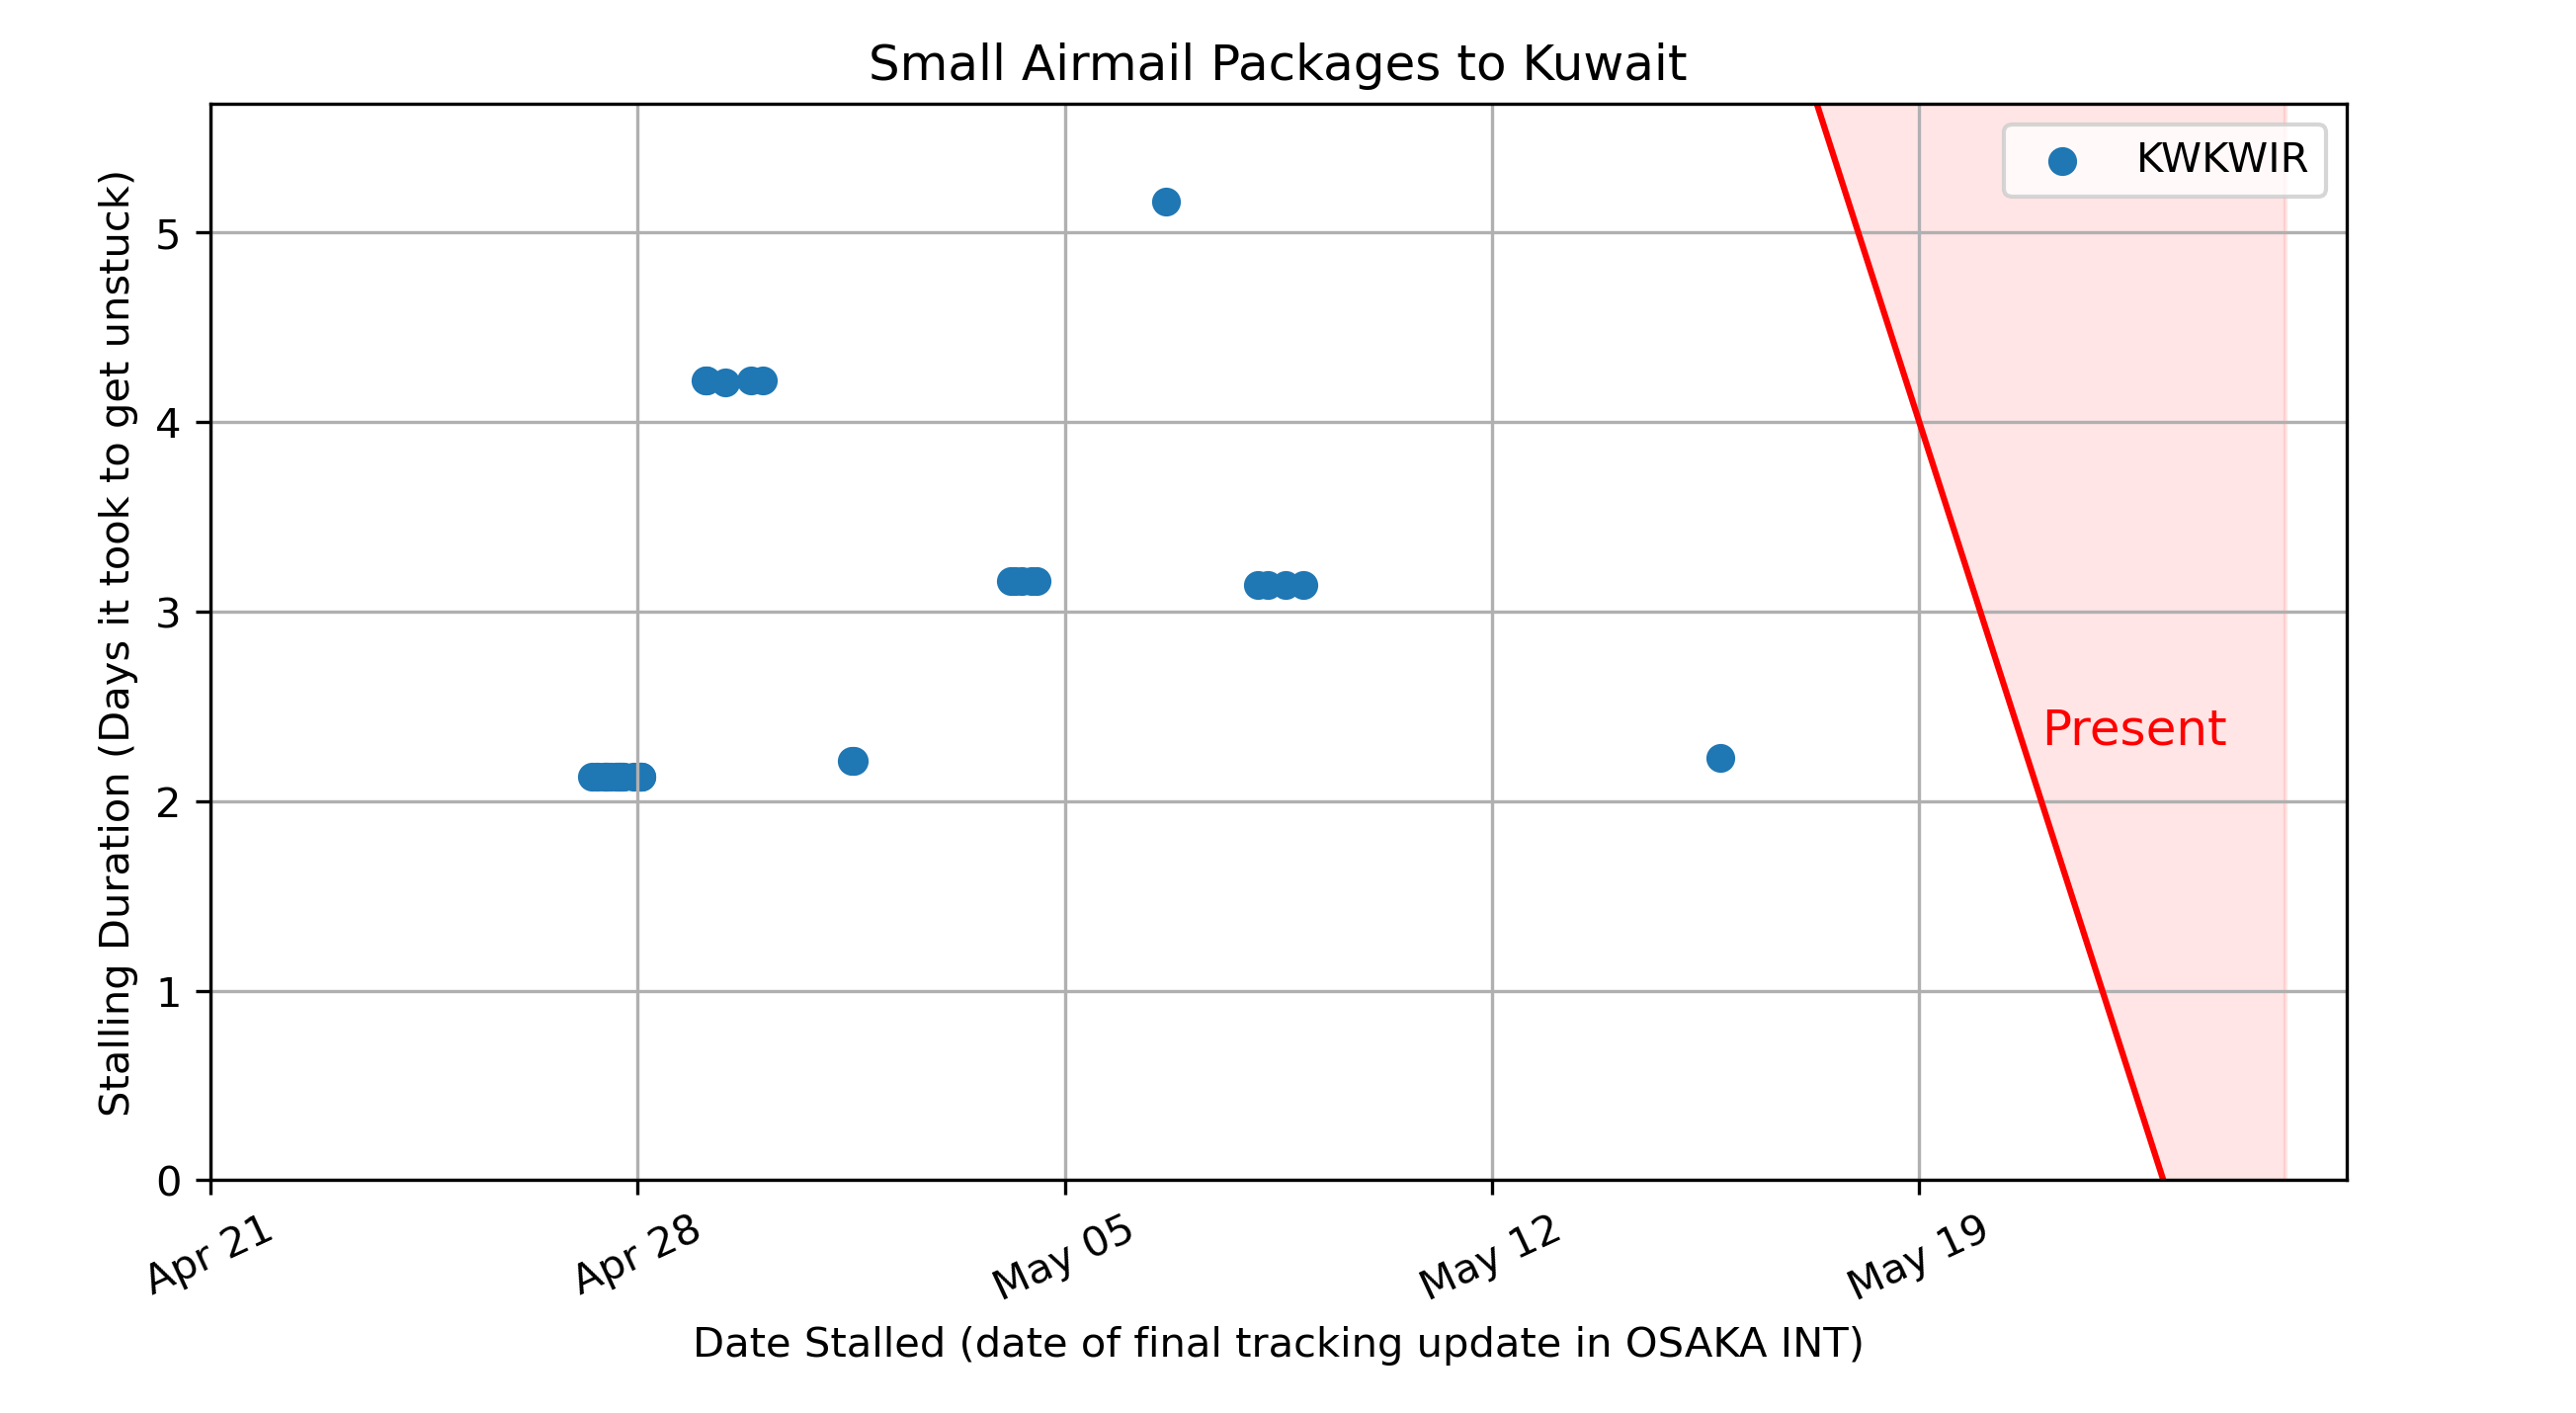 Small Airmail Packages to Kuwait
KWKWIR
Stalling Duration (Days it took to get unstuck)
5
4
3
2
1
0
Present
Apr 21
Apr 28
May 05
May 12
May 19
Date Stalled (date of final tracking update in OSAKA INT)